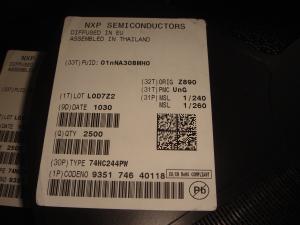 NXP SEMICONDUCTORS
DIFFUSED IN EU
ASSEMBLED IN THAILAND
(33T) PUID: 01nNA308MH0
(32T) ORIG Z890
(31T) PMC UnG
(31P) MSL 1/240
MSL 1/260
(1T) LOT L0D7Z2
(9D) DATE 1030
(Q) QTY 2500
(30P) TYPE 74HC244PW
(1P) CODENO 9351 746 40118
Pb